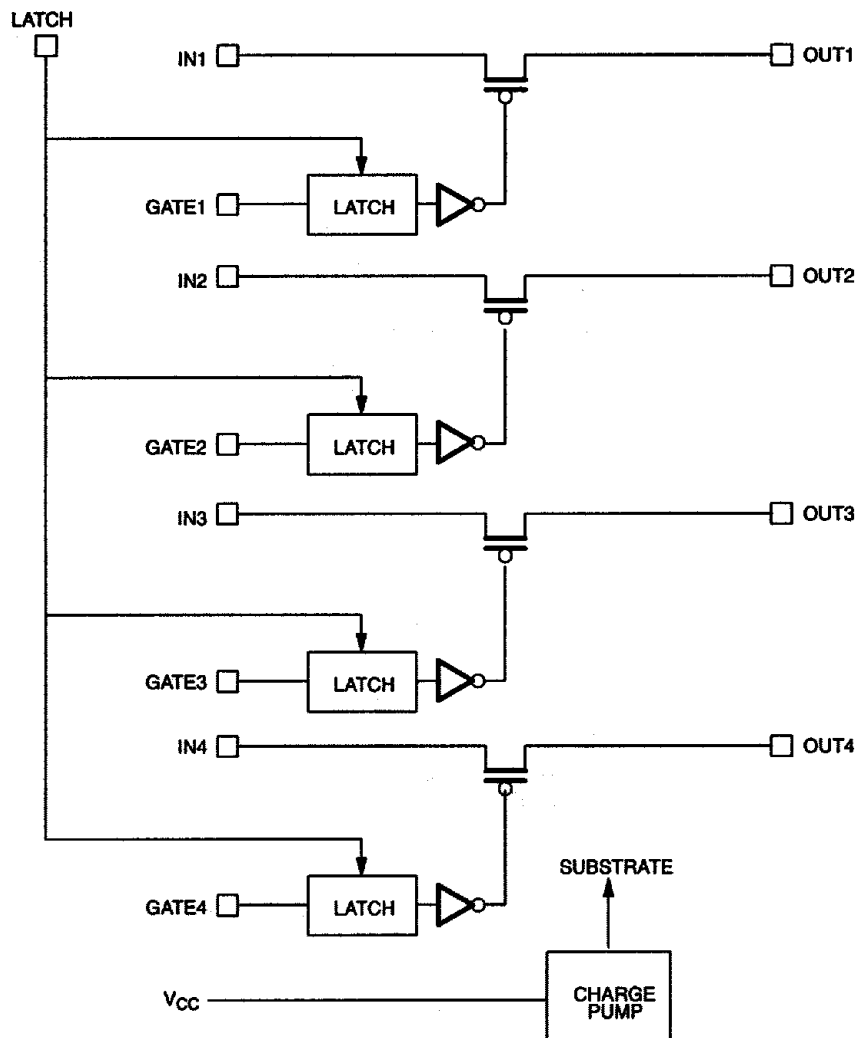 LATCH
IN1
OUT1
GATE1
LATCH
IN2
OUT2
GATE2
LATCH
IN3
OUT3
GATE3
LATCH
IN4
OUT4
SUBSTRATE
GATE4
LATCH
VCC
CHARGE
PUMP